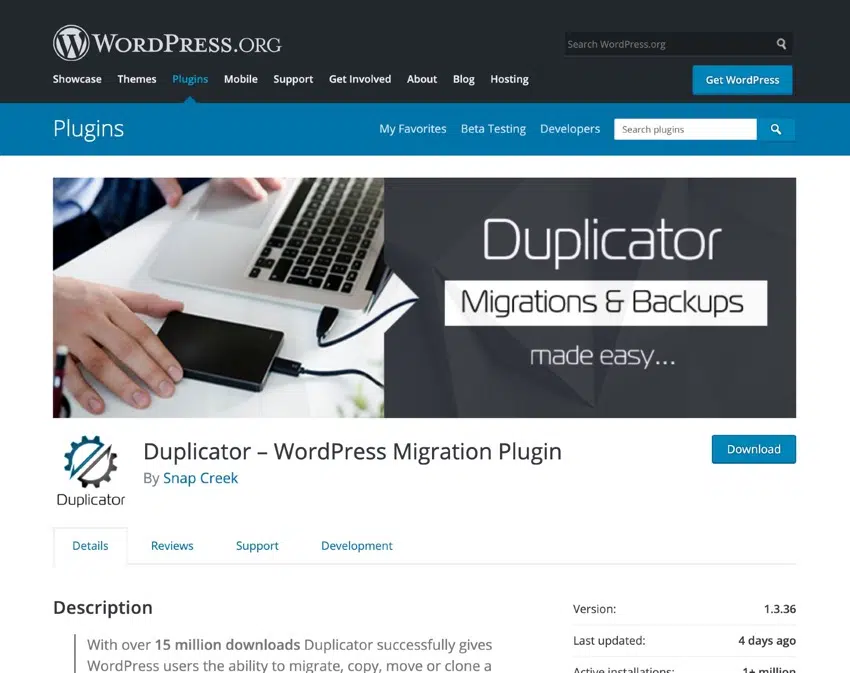 WORDPRESS.ORG
Search WordPress.org
Showcase Themes Plugins Mobile Support Get Involved About Blog Hosting
Get WordPress
Plugins
My Favorites Beta Testing Developers
Search plugins
Duplicator
Migrations & Backups
made easy...
Duplicator – WordPress Migration Plugin
By Snap Creek
Download
Duplicator
Details Reviews Support Development
Description
With over 15 million downloads Duplicator successfully gives
WordPress users the ability to migrate, copy, move or clone a
Version: 1.3.36
Last updated: 4 days ago
Active installations: 1+ million